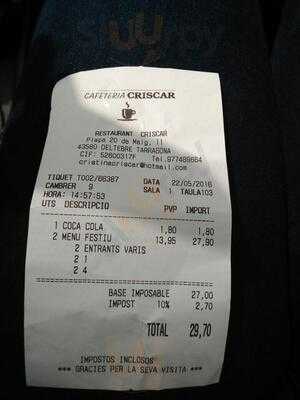 CAFETERIA CRISCAR
RESTAURANT CRISCAR
Plaça 20 de Maig, 11
43580 DELTEBRE TARRAGONA
CIF: 52600317F Tel.977489664
cristinacriscar@hotmail.com
TIQUET T002/66387 DATA 22/05/2016
CAMBRER 9 SALA 1 TAULA103
HORA: 14:57:53
UTS DESCRIPCIO PVP IMPORT
1 COCA COLA 1,80 1,80
2 MENU FESTIU 13,95 27,90
2 ENTRANTS VARIS
2 1
2 4
BASE IMPOSABLE 27,00
IMPOST 10% 2,70
TOTAL 29,70
IMPOSTOS INCLOSOS
*** GRACIES PER LA SEVA VISITA ***